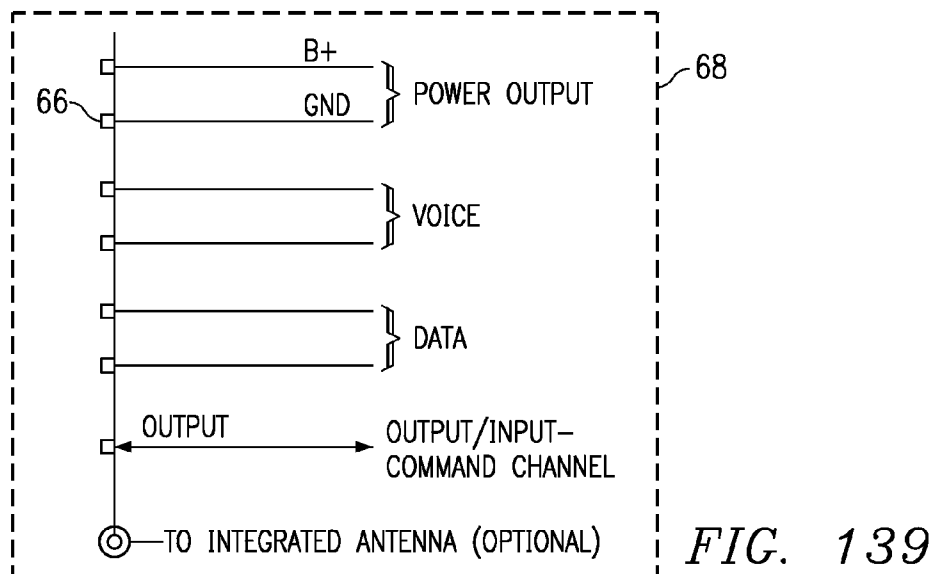 B+
68
POWER OUTPUT
66
GND
VOICE
DATA
OUTPUT
OUTPUT/INPUT-
COMMAND CHANNEL
TO INTEGRATED ANTENNA (OPTIONAL)
FIG. 139